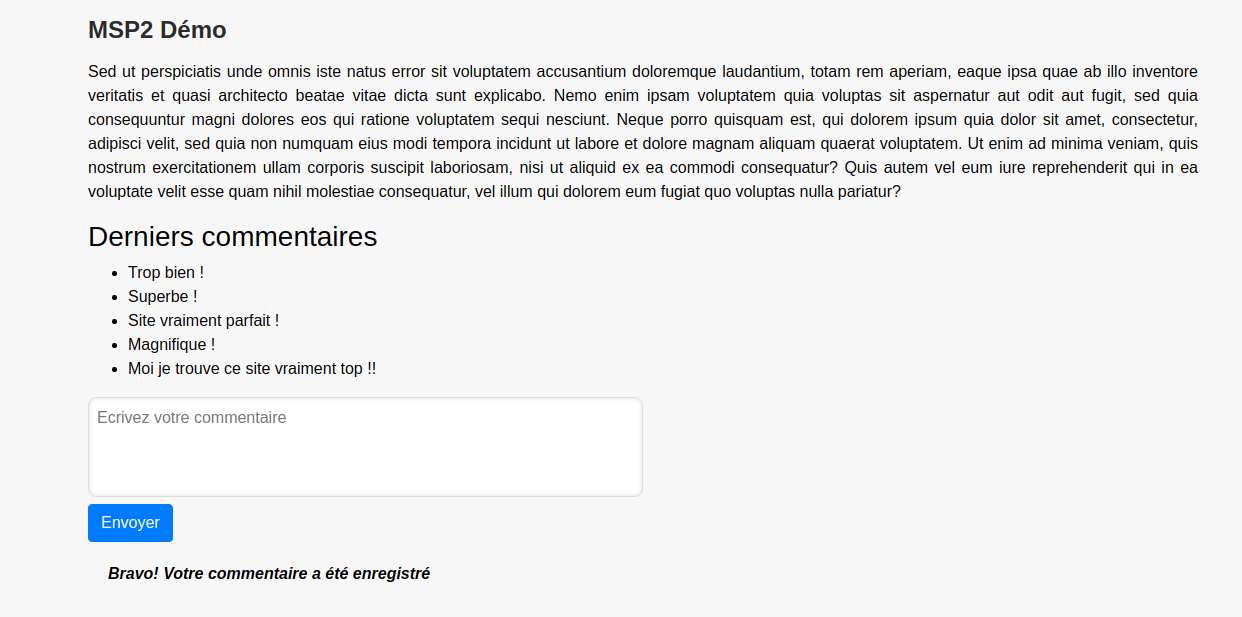 MSP2 Démo
Sed ut perspiciatis unde omnis iste natus error sit voluptatem accusantium doloremque laudantium, totam rem aperiam, eaque ipsa quae ab illo inventore
veritatis et quasi architecto beatae vitae dicta sunt explicabo. Nemo enim ipsam voluptatem quia voluptas sit aspernatur aut odit aut fugit, sed quia
consequuntur magni dolores eos qui ratione voluptatem sequi nesciunt. Neque porro quisquam est, qui dolorem ipsum quia dolor sit amet, consectetur,
adipisci velit, sed quia non numquam eius modi tempora incidunt ut labore et dolore magnam aliquam quaerat voluptatem. Ut enim ad minima veniam, quis
nostrum exercitationem ullam corporis suscipit laboriosam, nisi ut aliquid ex ea commodi consequatur? Quis autem vel eum iure reprehenderit qui in ea
voluptate velit esse quam nihil molestiae consequatur, vel illum qui dolorem eum fugiat quo voluptas nulla pariatur?
Derniers commentaires
Trop bien !
Superbe !
Site vraiment parfait !
Magnifique !
Moi je trouve ce site vraiment top !!
Ecrivez votre commentaire
Envoyer
Bravo! Votre commentaire a été enregistré